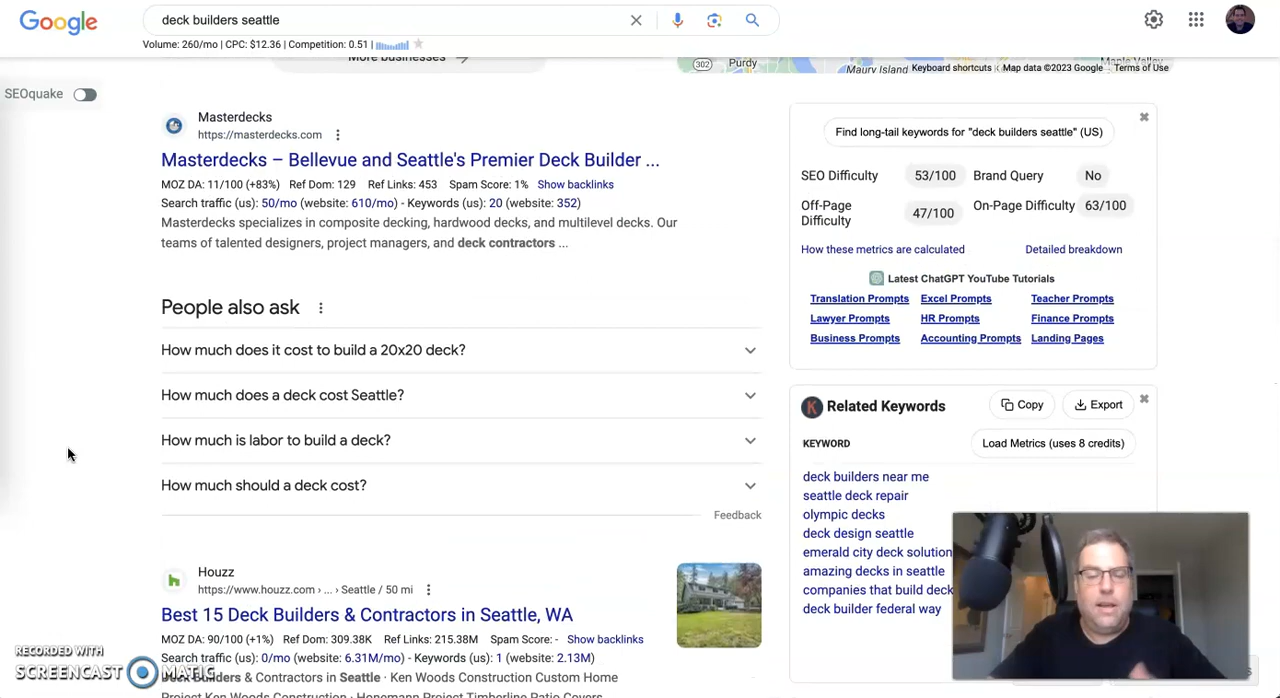 Google
deck builders seattle
Volume: 260/mo | CPC: $12.36 | Competition: 0.51 |
More businesses
302
Purdy
Maury Island
Keyboard shortcuts
Map data ©2023 Google
Maple Valley
Terms of Use
SEOquake
Masterdecks
https://masterdecks.com
Masterdecks – Bellevue and Seattle's Premier Deck Builder ...
MOZ DA: 11/100 (+83%) Ref Dom: 129 Ref Links: 453 Spam Score: 1% Show backlinks
Search traffic (us): 50/mo (website: 610/mo) - Keywords (us): 20 (website: 352)
Masterdecks specializes in composite decking, hardwood decks, and multilevel decks. Our
teams of talented designers, project managers, and deck contractors ...
People also ask
How much does it cost to build a 20x20 deck?
How much does a deck cost Seattle?
How much is labor to build a deck?
How much should a deck cost?
Feedback
Houzz
https://www.houzz.com › ... › Seattle / 50 mi
Best 15 Deck Builders & Contractors in Seattle, WA
MOZ DA: 90/100 (+1%) Ref Dom: 309.38K Ref Links: 215.38M Spam Score: - Show backlinks
Search traffic (us): 0/mo (website: 6.31M/mo) - Keywords (us): 1 (website: 2.13M)
Deck Builders & Contractors in Seattle · Ken Woods Construction Custom Home
Project Ken Woods Construction · Honemann Project Timberline Patio Covers
Find long-tail keywords for "deck builders seattle" (US)
SEO Difficulty 53/100 Brand Query No
Off-Page
Difficulty 47/100 On-Page Difficulty 63/100
How these metrics are calculated Detailed breakdown
Latest ChatGPT YouTube Tutorials
Translation Prompts Excel Prompts Teacher Prompts
Lawyer Prompts HR Prompts Finance Prompts
Business Prompts Accounting Prompts Landing Pages
K
Related Keywords
Copy
Export
KEYWORD
Load Metrics (uses 8 credits)
deck builders near me
seattle deck repair
olympic decks
deck design seattle
emerald city deck solution
amazing decks in seattle
companies that build deck
deck builder federal way
RECORDED WITH
SCREENCAST MATIC